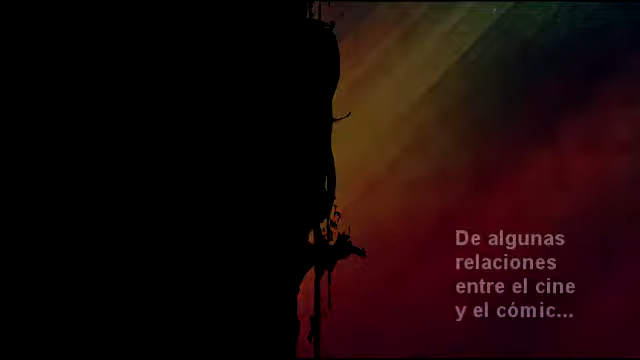 De algunas
relaciones
entre el cine
y el cómic...